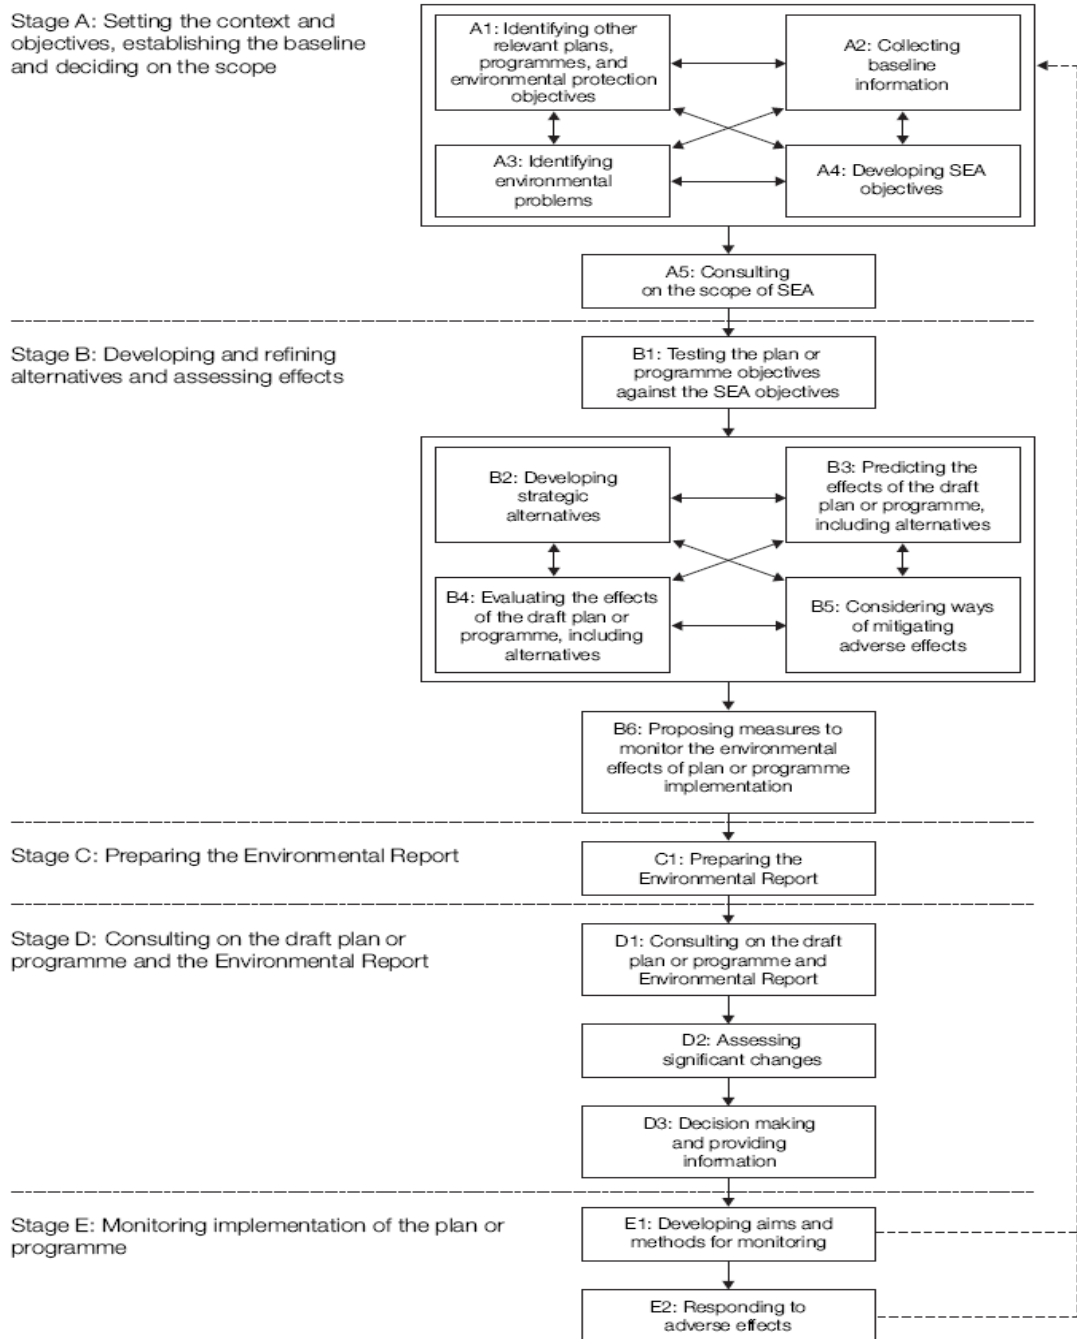 Stage A: Setting the context and
objectives, establishing the baseline
and deciding on the scope
A1: Identifying other
relevant plans,
programmes, and
environmental protection
objectives
A2: Collecting
baseline
information
A3: Identifying
environmental
problems
A4: Developing SEA
objectives
A5: Consulting
on the scope of SEA
Stage B: Developing and refining
alternatives and assessing effects
B1: Testing the plan or
programme objectives
against the SEA objectives
B2: Developing
strategic
alternatives
B3: Predicting the
effects of the draft
plan or programme,
including alternatives
B4: Evaluating the effects
of the draft plan or
programme, including
alternatives
B5: Considering ways
of mitigating
adverse effects
B6: Proposing measures to
monitor the environmental
effects of plan or programme
implementation
Stage C: Preparing the Environmental Report
C1: Preparing the
Environmental Report
Stage D: Consulting on the draft plan or
programme and the Environmental Report
D1: Consulting on the draft
plan or programme and
Environmental Report
D2: Assessing
significant changes
D3: Decision making
and providing
information
Stage E: Monitoring implementation of the plan or
programme
E1: Developing aims and
methods for monitoring
E2: Responding to
adverse effects